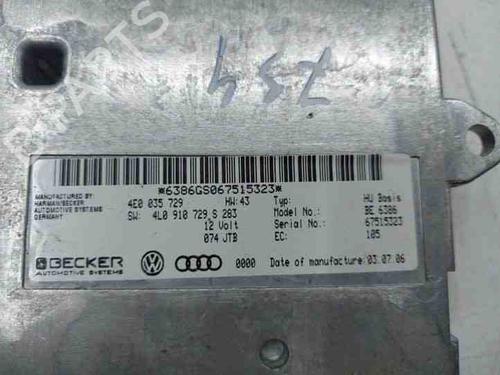 754
*6386GS067515323*
MANUFACTURED BY
HARMAN/BECKER
AUTOMOTIVE SYSTEMS
GERMANY
4E0 035 729 HW:43 Typ: HU Basis
SW: 4L0 910 729 S 283 Model No.: BE 6386
12 Volt Serial No.: 67515323
074 JTB EC: 105
BECKER
AUTOMOTIVE SYSTEMS
0000 Date of manufacture:03.07.06